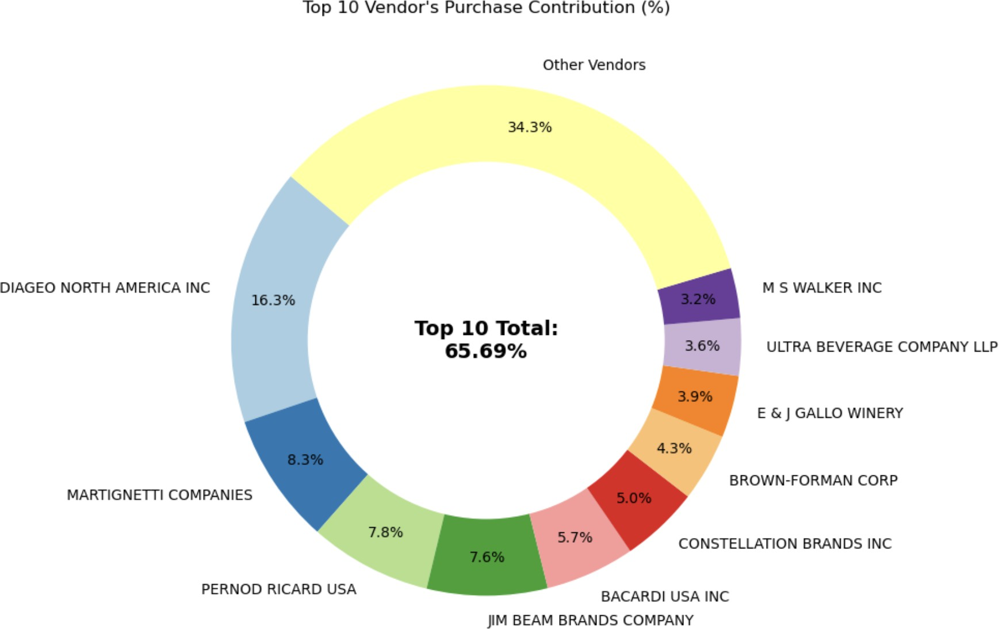 Top 10 Vendor's Purchase Contribution (%)
Other Vendors
34.3%
DIAGEO NORTH AMERICA INC
16.3%
M S WALKER INC
3.2%
Top 10 Total:
65.69%
3.6%
ULTRA BEVERAGE COMPANY LLP
3.9%
E & J GALLO WINERY
4.3%
BROWN-FORMAN CORP
8.3%
MARTIGNETTI COMPANIES
5.0%
CONSTELLATION BRANDS INC
7.8%
PERNOD RICARD USA
5.7%
BACARDI USA INC
7.6%
JIM BEAM BRANDS COMPANY